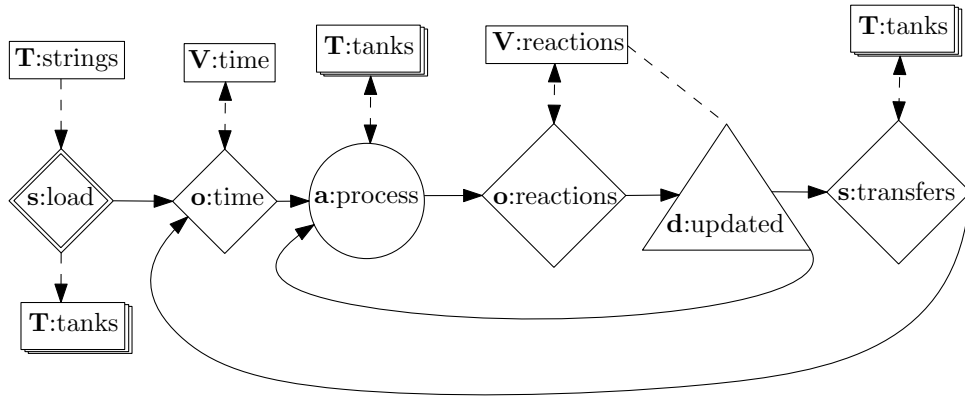 T:strings
V:time
T:tanks
V:reactions
T:tanks
s:load
o:time
a:process
o:reactions
d:updated
s:transfers
T:tanks